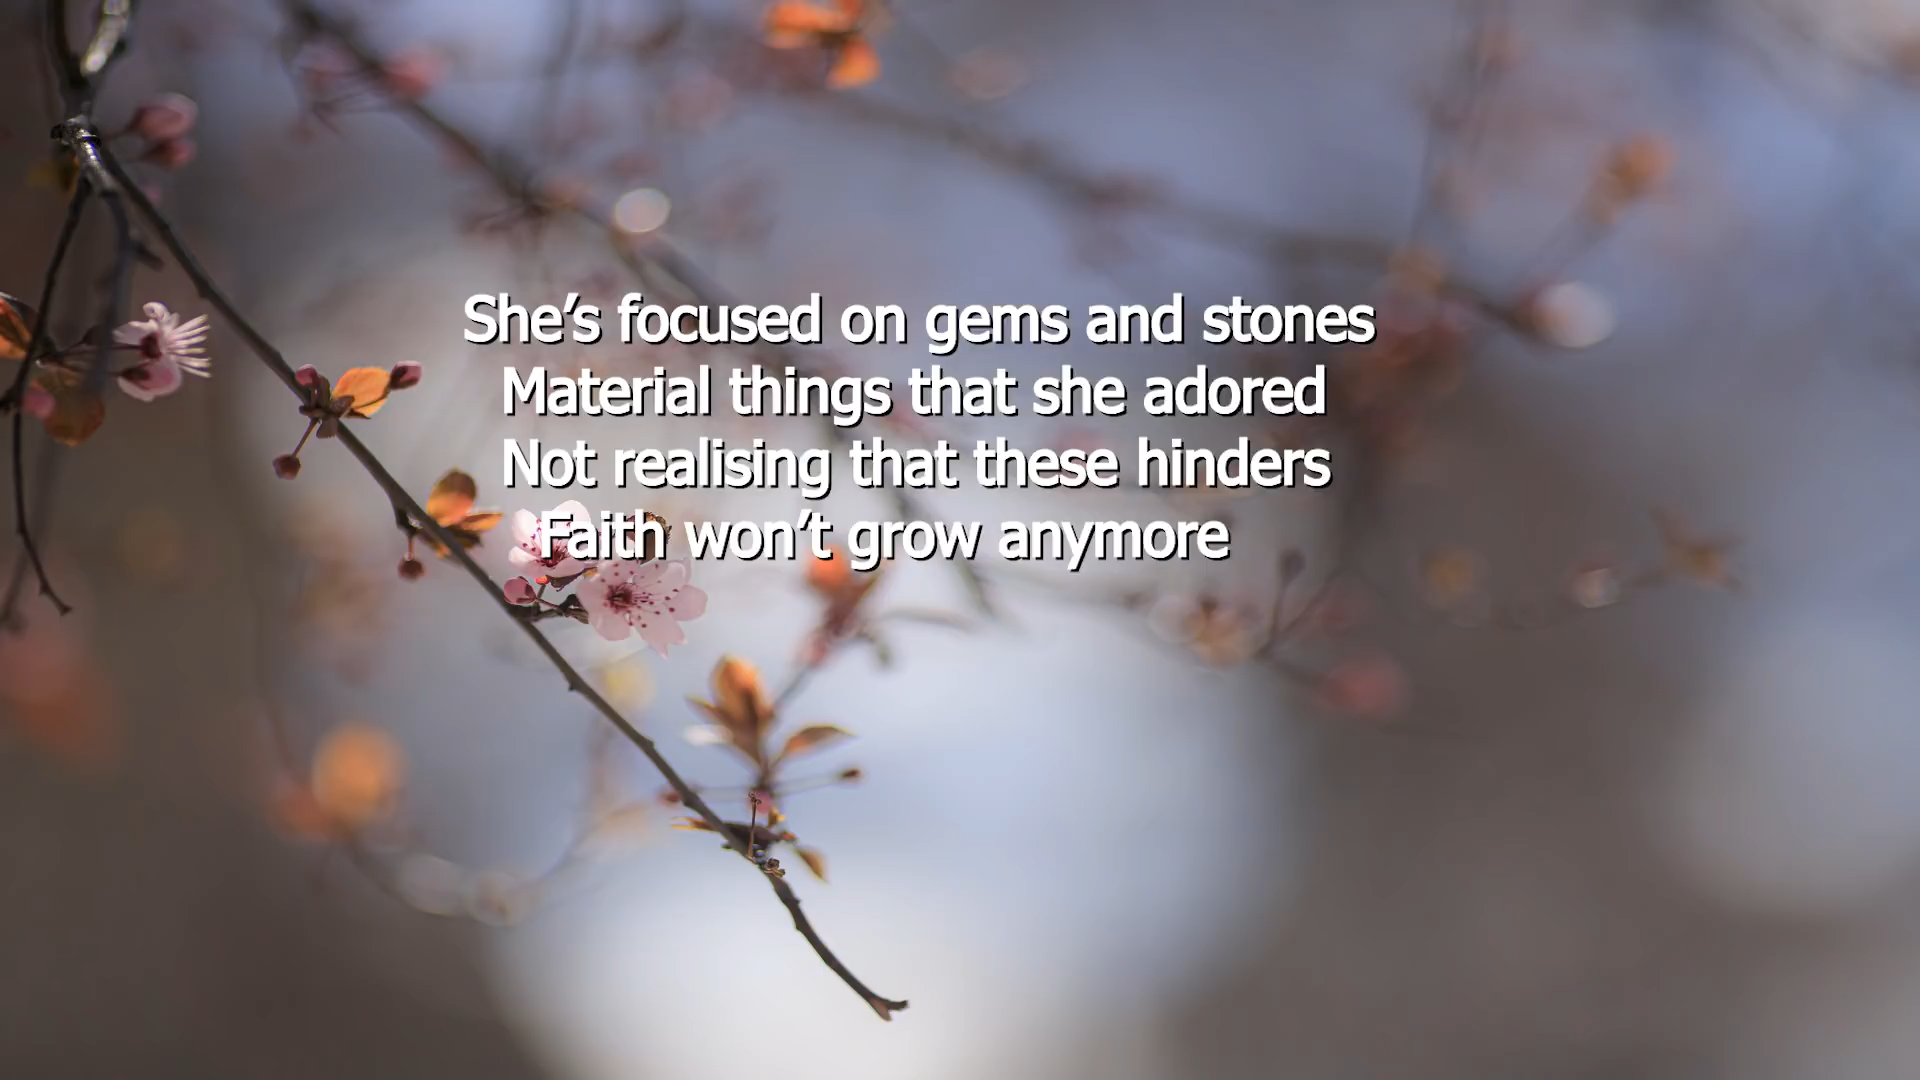 She’s focused on gems and stones
Material things that she adored
Not realising that these hinders
Faith won’t grow anymore